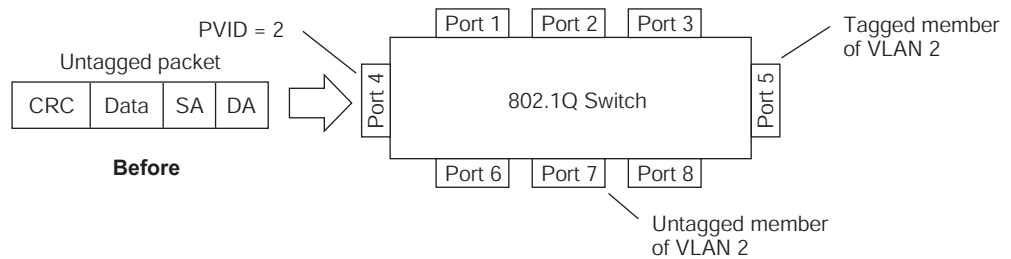 PVID = 2
Untagged packet
CRC Data SA DA
Before
Port 1 Port 2 Port 3
Port 4
802.1Q Switch
Port 5
Tagged member
of VLAN 2
Port 6 Port 7 Port 8
Untagged member
of VLAN 2